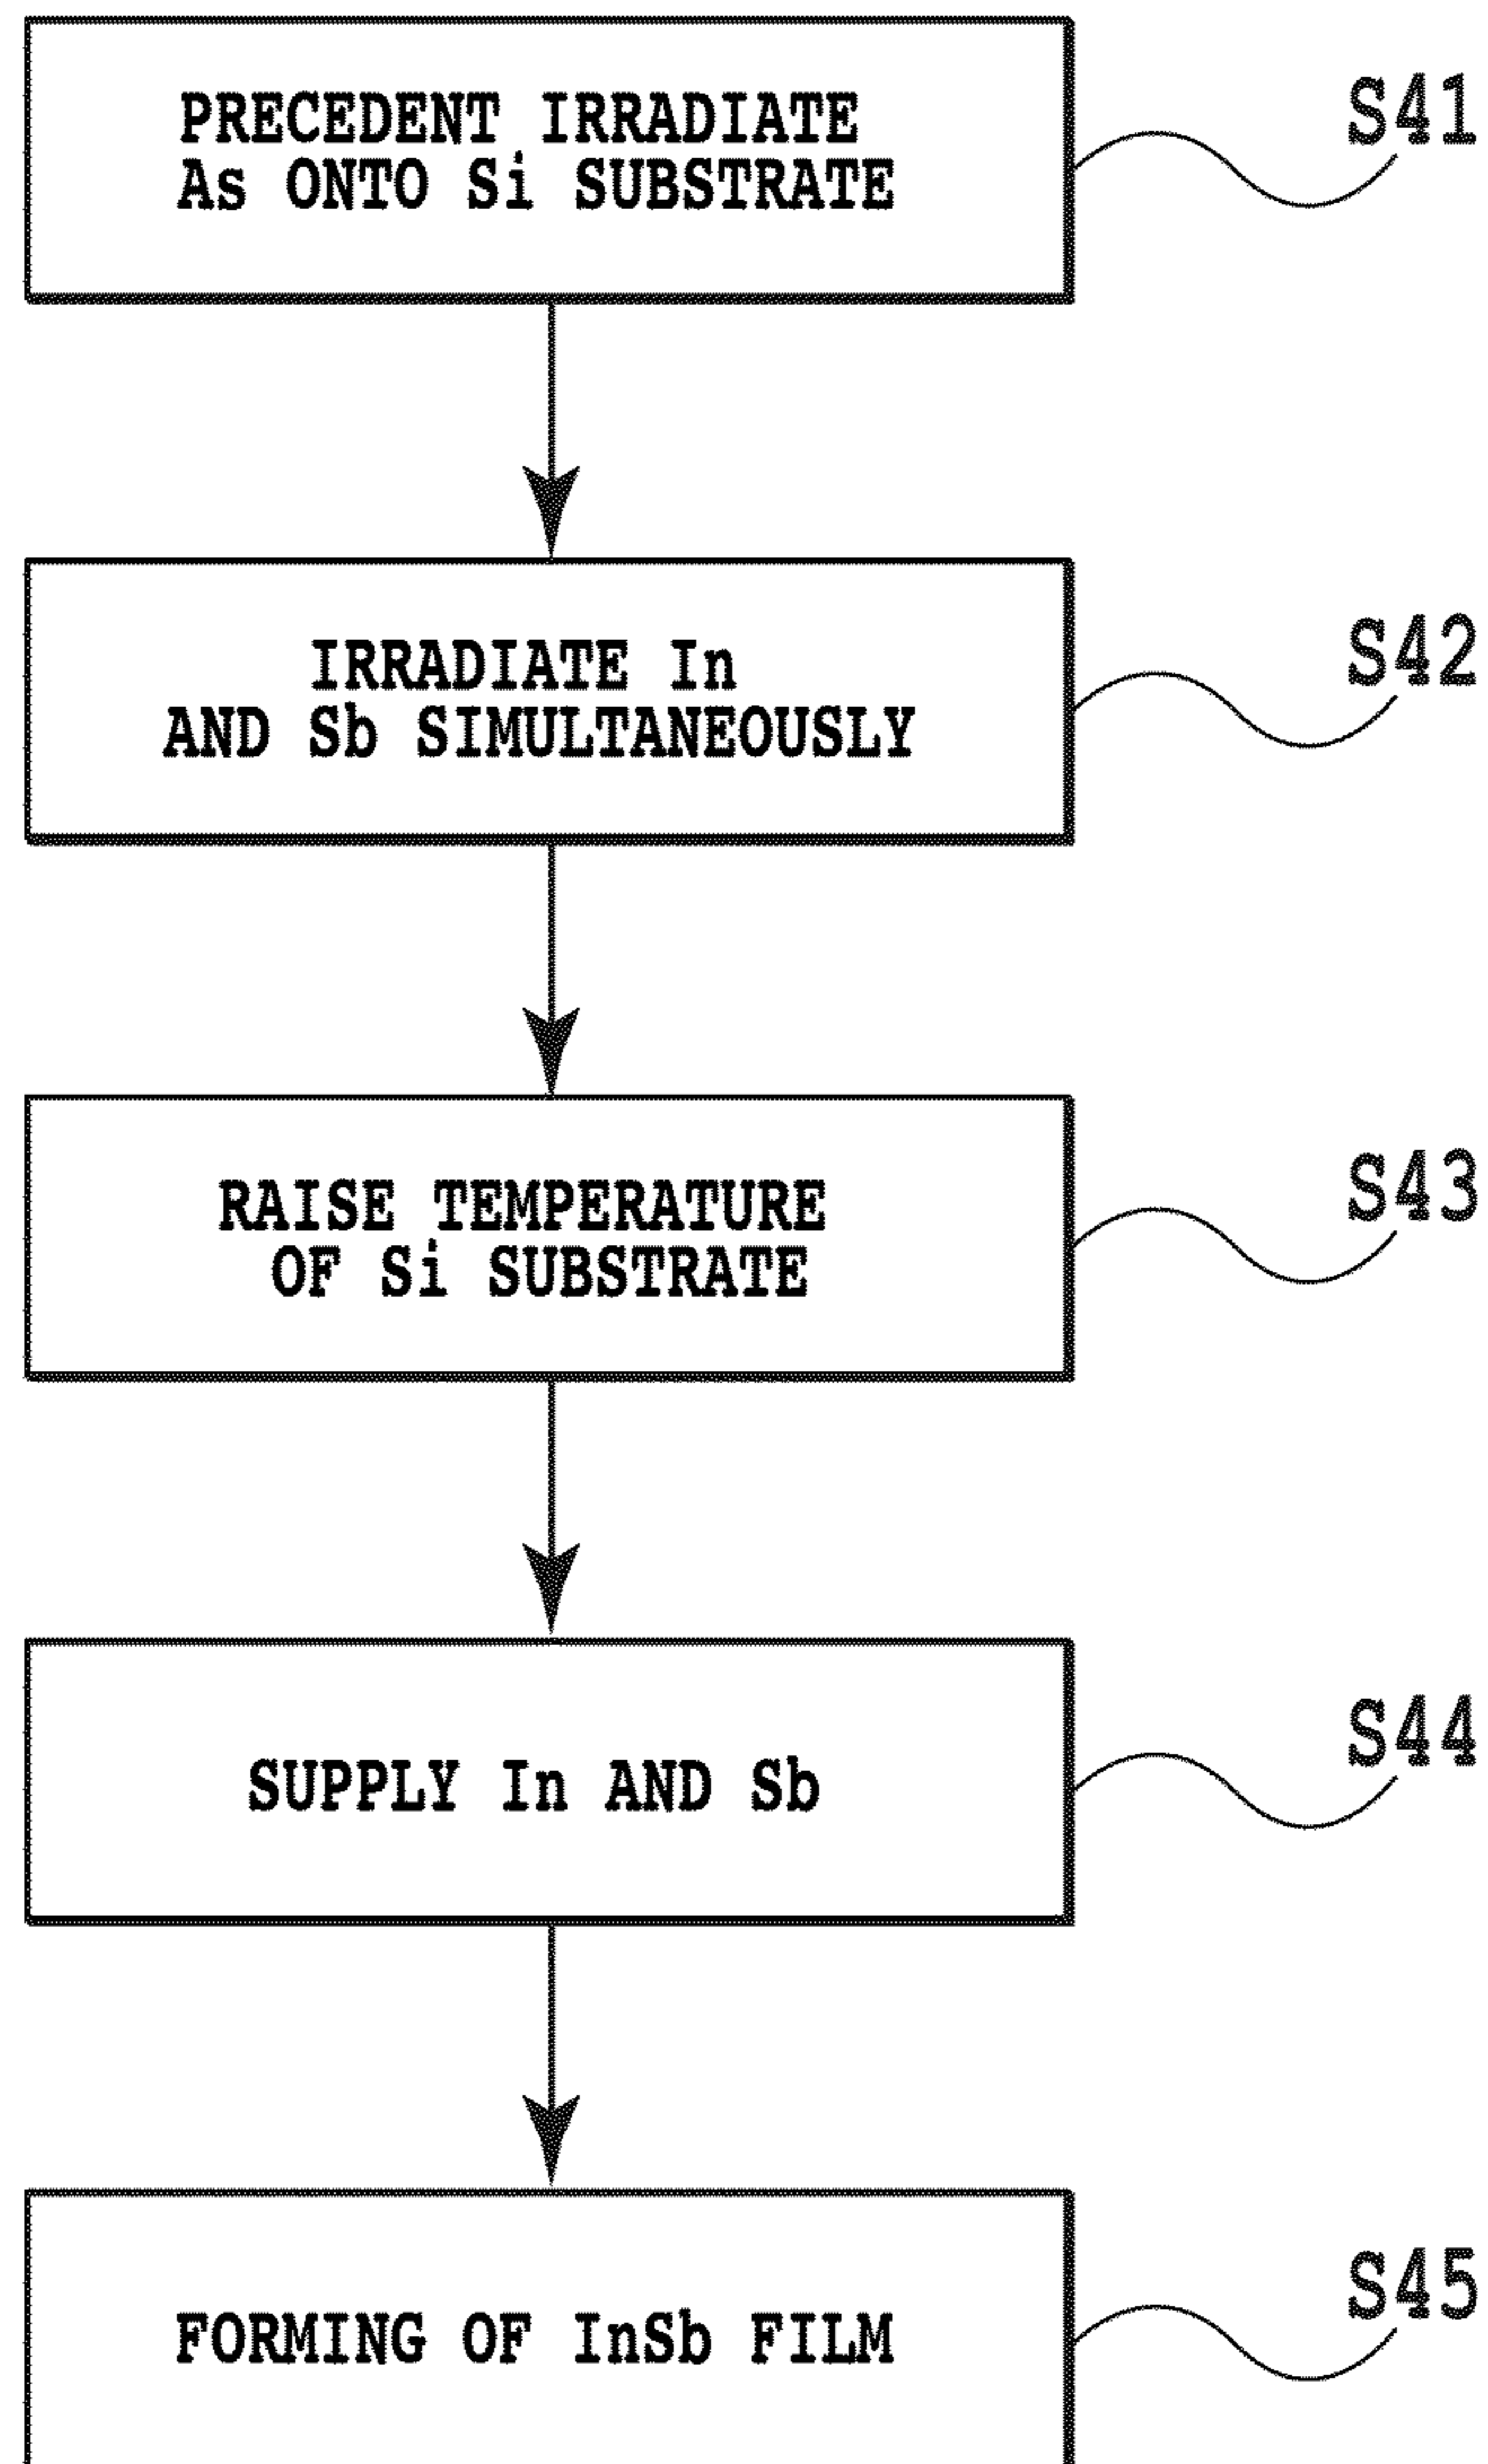 PRECEDENT IRRADIATE
As ONTO Si SUBSTRATE
S41
IRRADIATE In
AND Sb SIMULTANEOUSLY
S42
RAISE TEMPERATURE
OF Si SUBSTRATE
S43
SUPPLY In AND Sb
S44
FORMING OF InSb FILM
S45